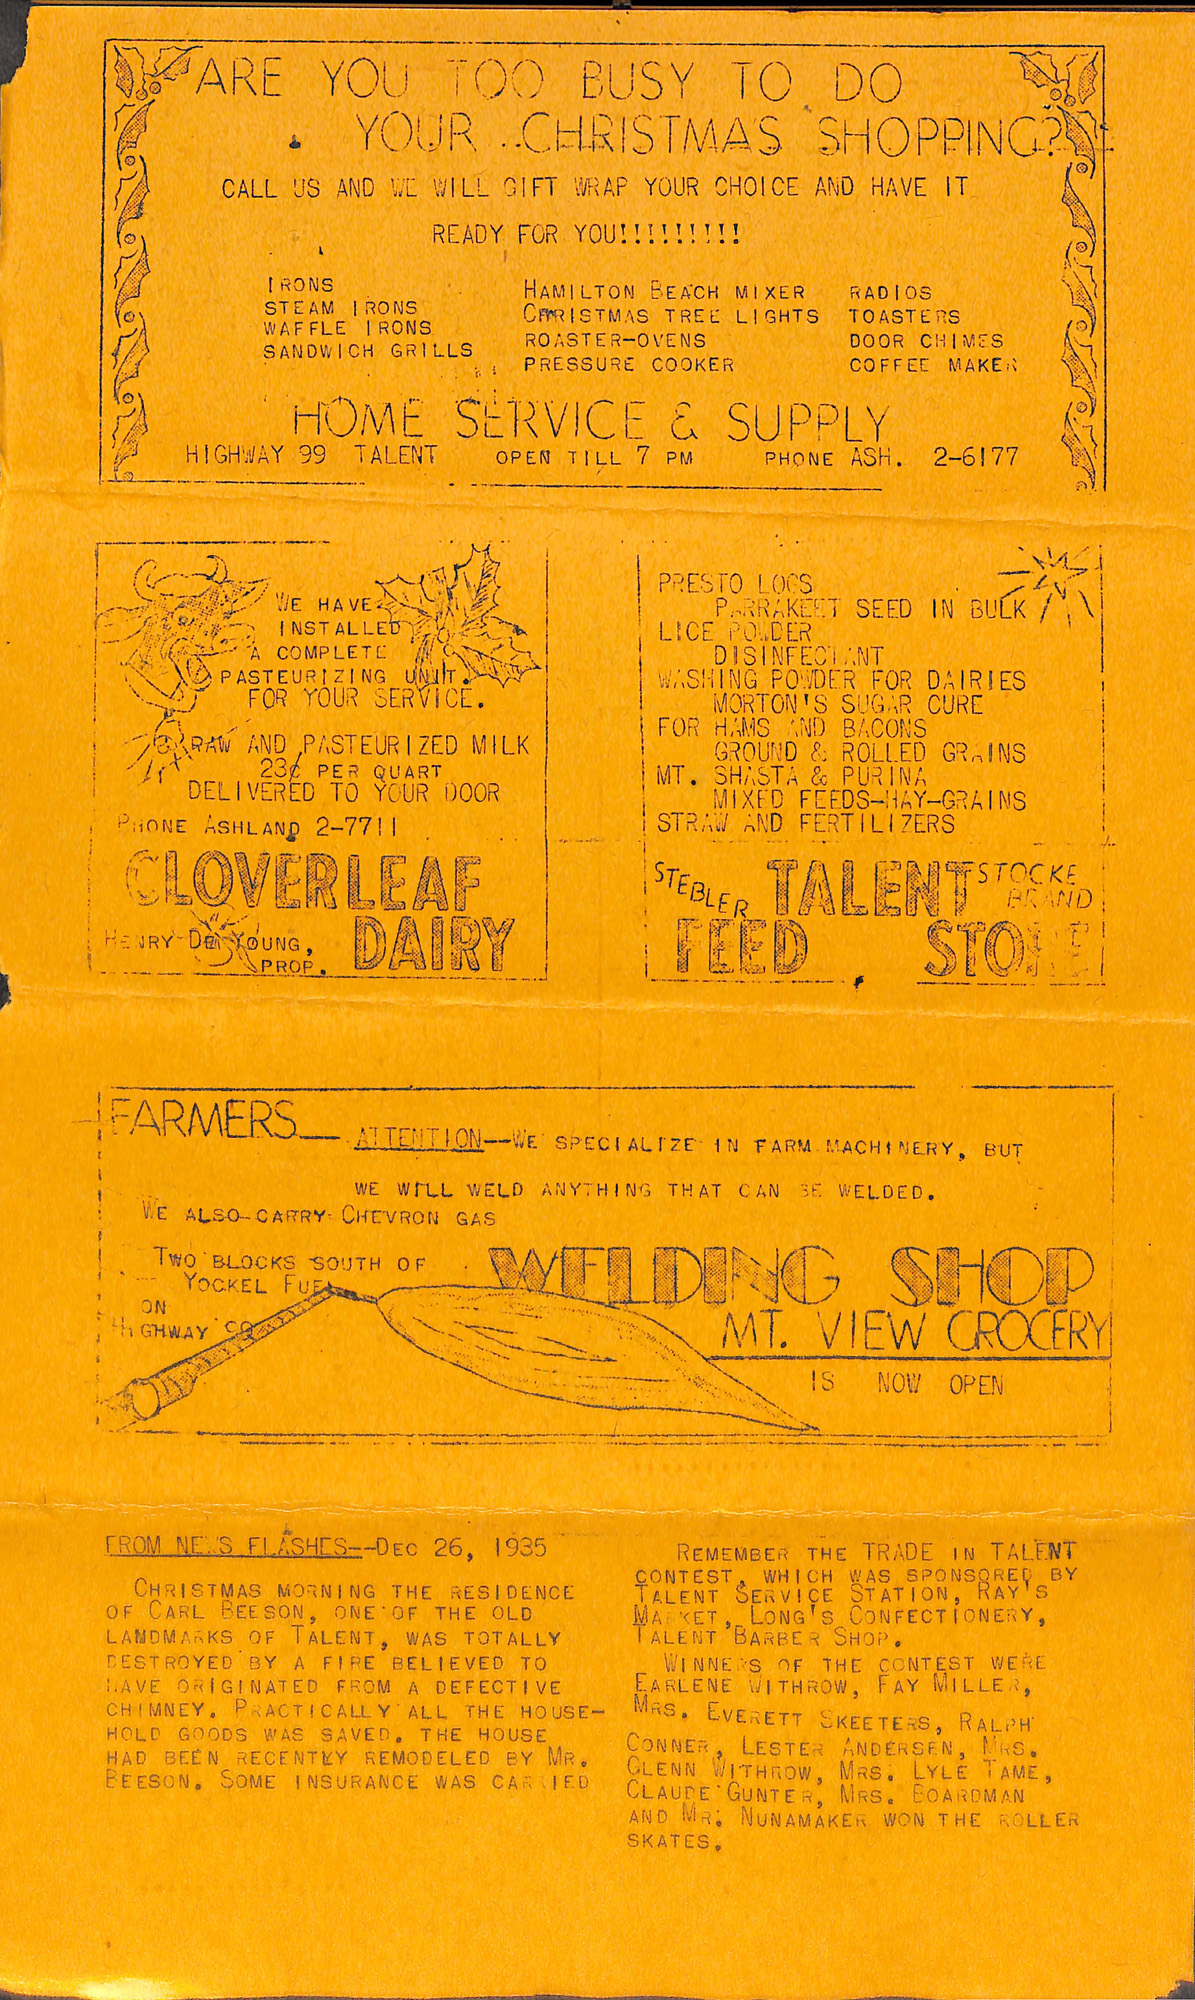 ARE YOU TOO BUSY TO DO
YOUR ..CHRISTMAS SHOPPING?
CALL US AND WE WILL GIFT WRAP YOUR CHOICE AND HAVE IT
READY FOR YOU!!!!!!!!!
IRONS
STEAM IRONS
WAFFLE IRONS
SANDWICH GRILLS
HAMILTON BEACH MIXER
CHRISTMAS TREE LIGHTS
ROASTER-OVENS
PRESSURE COOKER
RADIOS
TOASTERS
DOOR CHIMES
COFFEE MAKER
HOME SERVICE & SUPPLY
HIGHWAY 99 TALENT OPEN TILL 7 PM PHONE ASH. 2-6177
WE HAVE
INSTALLED
A COMPLETE
PASTEURIZING UNIT.
FOR YOUR SERVICE.
RAW AND PASTEURIZED MILK
23¢ PER QUART
DELIVERED TO YOUR DOOR
PHONE ASHLAND 2-7711
CLOVERLEAF
DAIRY
HENRY DE YOUNG,
PROP.
PRESTO LOGS
PARRAKEET SEED IN BULK
LICE POWDER
DISINFECTANT
WASHING POWDER FOR DAIRIES
MORTON'S SUGAR CURE
FOR HAMS AND BACONS
GROUND & ROLLED GRAINS
MT. SHASTA & PURINA
MIXED FEEDS-HAY-GRAINS
STRAW AND FERTILIZERS
STEBLER TALENT STOCKE
BRAND
FEED STORE
FARMERS— ATTENTION—WE SPECIALIZE IN FARM MACHINERY, BUT
WE WILL WELD ANYTHING THAT CAN BE WELDED.
WE ALSO CARRY CHEVRON GAS
TWO BLOCKS SOUTH OF
YOCKEL FUEL
ON
HIGHWAY
WELDING SHOP
MT. VIEW GROCERY
IS NOW OPEN
FROM NEWS FLASHES--DEC 26, 1935
CHRISTMAS MORNING THE RESIDENCE
OF CARL BEESON, ONE OF THE OLD
LANDMARKS OF TALENT, WAS TOTALLY
DESTROYED BY A FIRE BELIEVED TO
HAVE ORIGINATED FROM A DEFECTIVE
CHIMNEY. PRACTICALLY ALL THE HOUSE-
HOLD GOODS WAS SAVED. THE HOUSE
HAD BEEN RECENTLY REMODELED BY MR.
BEESON. SOME INSURANCE WAS CARRIED
REMEMBER THE TRADE IN TALENT
CONTEST, WHICH WAS SPONSORED BY
TALENT SERVICE STATION, RAY'S
MARKET, LONG'S CONFECTIONERY,
TALENT BARBER SHOP.
WINNERS OF THE CONTEST WERE
EARLENE WITHROW, FAY MILLER,
MRS. EVERETT SKEETERS, RALPH
CONNER, LESTER ANDERSEN, MRS.
GLENN WITHROW, MRS. LYLE TAME,
CLAUDE GUNTER, MRS. BOARDMAN
AND MR. NUNAMAKER WON THE ROLLER
SKATES.